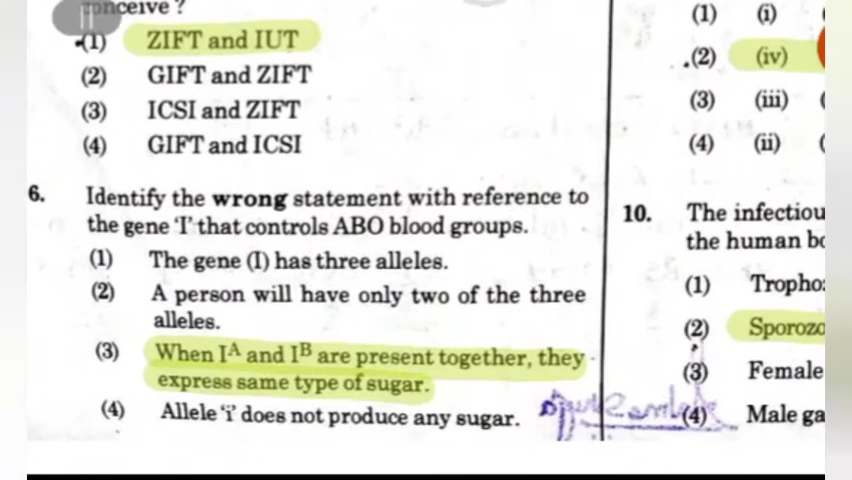 conceive ?
(1) ZIFT and IUT
(2) GIFT and ZIFT
(3) ICSI and ZIFT
(4) GIFT and ICSI
6. Identify the wrong statement with reference to
the gene 'I' that controls ABO blood groups.
(1) The gene (I) has three alleles.
(2) A person will have only two of the three
alleles.
(3) When Iᴬ and Iᴮ are present together, they
express same type of sugar.
(4) Allele 'i' does not produce any sugar.
(1) (i)
(2) (iv)
(3) (iii)
(4) (ii)
10. The infectiou
the human bo
(1) Tropho
(2) Sporozo
(3) Female
(4) Male ga